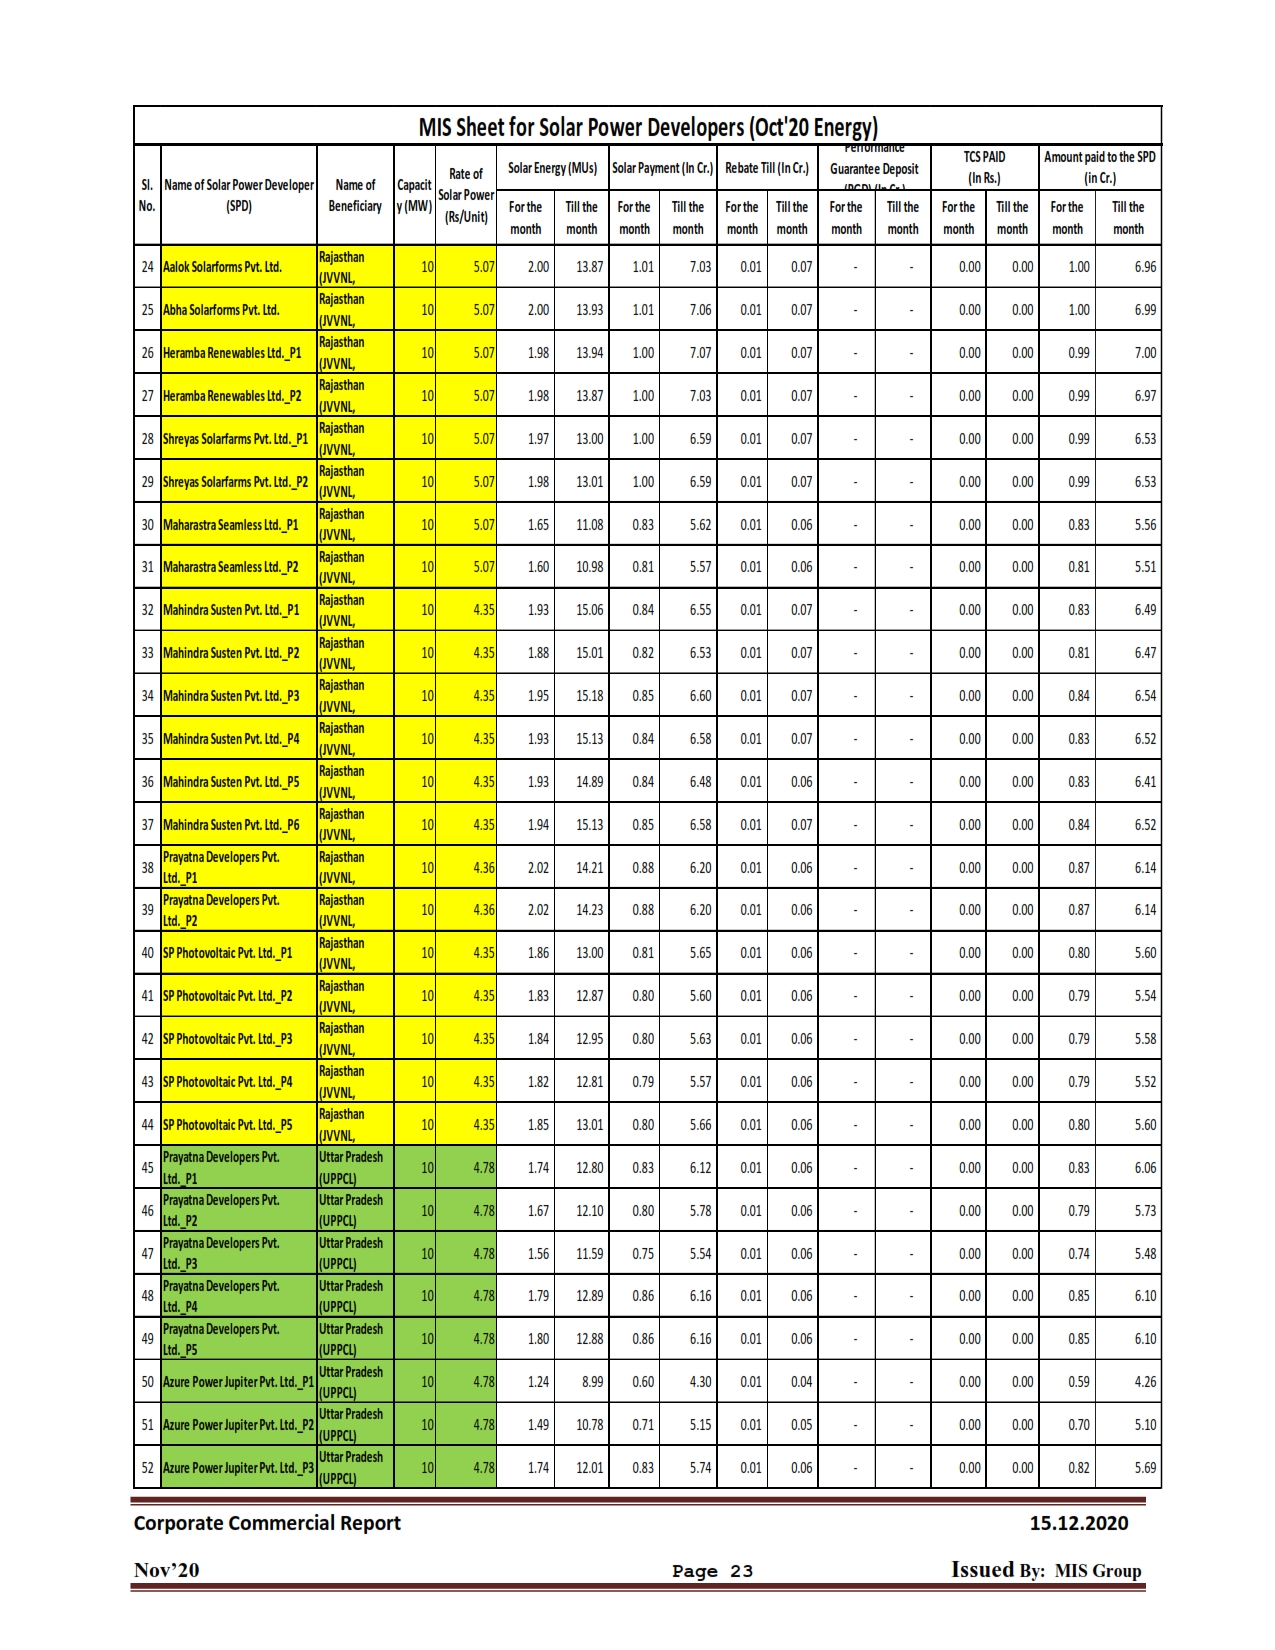 MIS Sheet for Solar Power Developers (Oct'20 Energy)
Sl. No. Name of Solar Power Developer (SPD) Name of Beneficiary Capacit y (MW) Rate of Solar Power (Rs/Unit) Solar Energy (MUs) Solar Payment (In Cr.) Rebate Till (In Cr.) Performance Guarantee Deposit (PGD) (In Cr.) TCS PAID (In Rs.) Amount paid to the SPD (in Cr.)
For the month Till the month For the month Till the month For the month Till the month For the month Till the month For the month Till the month For the month Till the month
24 Aalok Solarforms Pvt. Ltd. Rajasthan (JVVNL, 10 5.07 2.00 13.87 1.01 7.03 0.01 0.07 - - 0.00 0.00 1.00 6.96
25 Abha Solarforms Pvt. Ltd. Rajasthan (JVVNL, 10 5.07 2.00 13.93 1.01 7.06 0.01 0.07 - - 0.00 0.00 1.00 6.99
26 Heramba Renewables Ltd._P1 Rajasthan (JVVNL, 10 5.07 1.98 13.94 1.00 7.07 0.01 0.07 - - 0.00 0.00 0.99 7.00
27 Heramba Renewables Ltd._P2 Rajasthan (JVVNL, 10 5.07 1.98 13.87 1.00 7.03 0.01 0.07 - - 0.00 0.00 0.99 6.97
28 Shreyas Solarfarms Pvt. Ltd._P1 Rajasthan (JVVNL, 10 5.07 1.97 13.00 1.00 6.59 0.01 0.07 - - 0.00 0.00 0.99 6.53
29 Shreyas Solarfarms Pvt. Ltd._P2 Rajasthan (JVVNL, 10 5.07 1.98 13.01 1.00 6.59 0.01 0.07 - - 0.00 0.00 0.99 6.53
30 Maharastra Seamless Ltd._P1 Rajasthan (JVVNL, 10 5.07 1.65 11.08 0.83 5.62 0.01 0.06 - - 0.00 0.00 0.83 5.56
31 Maharastra Seamless Ltd._P2 Rajasthan (JVVNL, 10 5.07 1.60 10.98 0.81 5.57 0.01 0.06 - - 0.00 0.00 0.81 5.51
32 Mahindra Susten Pvt. Ltd._P1 Rajasthan (JVVNL, 10 4.35 1.93 15.06 0.84 6.55 0.01 0.07 - - 0.00 0.00 0.83 6.49
33 Mahindra Susten Pvt. Ltd._P2 Rajasthan (JVVNL, 10 4.35 1.88 15.01 0.82 6.53 0.01 0.07 - - 0.00 0.00 0.81 6.47
34 Mahindra Susten Pvt. Ltd._P3 Rajasthan (JVVNL, 10 4.35 1.95 15.18 0.85 6.60 0.01 0.07 - - 0.00 0.00 0.84 6.54
35 Mahindra Susten Pvt. Ltd._P4 Rajasthan (JVVNL, 10 4.35 1.93 15.13 0.84 6.58 0.01 0.07 - - 0.00 0.00 0.83 6.52
36 Mahindra Susten Pvt. Ltd._P5 Rajasthan (JVVNL, 10 4.35 1.93 14.89 0.84 6.48 0.01 0.06 - - 0.00 0.00 0.83 6.41
37 Mahindra Susten Pvt. Ltd._P6 Rajasthan (JVVNL, 10 4.35 1.94 15.13 0.85 6.58 0.01 0.07 - - 0.00 0.00 0.84 6.52
38 Prayatna Developers Pvt. Ltd._P1 Rajasthan (JVVNL, 10 4.36 2.02 14.21 0.88 6.20 0.01 0.06 - - 0.00 0.00 0.87 6.14
39 Prayatna Developers Pvt. Ltd._P2 Rajasthan (JVVNL, 10 4.36 2.02 14.23 0.88 6.20 0.01 0.06 - - 0.00 0.00 0.87 6.14
40 SP Photovoltaic Pvt. Ltd._P1 Rajasthan (JVVNL, 10 4.35 1.86 13.00 0.81 5.65 0.01 0.06 - - 0.00 0.00 0.80 5.60
41 SP Photovoltaic Pvt. Ltd._P2 Rajasthan (JVVNL, 10 4.35 1.83 12.87 0.80 5.60 0.01 0.06 - - 0.00 0.00 0.79 5.54
42 SP Photovoltaic Pvt. Ltd._P3 Rajasthan (JVVNL, 10 4.35 1.84 12.95 0.80 5.63 0.01 0.06 - - 0.00 0.00 0.79 5.58
43 SP Photovoltaic Pvt. Ltd._P4 Rajasthan (JVVNL, 10 4.35 1.82 12.81 0.79 5.57 0.01 0.06 - - 0.00 0.00 0.79 5.52
44 SP Photovoltaic Pvt. Ltd._P5 Rajasthan (JVVNL, 10 4.35 1.85 13.01 0.80 5.66 0.01 0.06 - - 0.00 0.00 0.80 5.60
45 Prayatna Developers Pvt. Ltd._P1 Uttar Pradesh (UPPCL) 10 4.78 1.74 12.80 0.83 6.12 0.01 0.06 - - 0.00 0.00 0.83 6.06
46 Prayatna Developers Pvt. Ltd._P2 Uttar Pradesh (UPPCL) 10 4.78 1.67 12.10 0.80 5.78 0.01 0.06 - - 0.00 0.00 0.79 5.73
47 Prayatna Developers Pvt. Ltd._P3 Uttar Pradesh (UPPCL) 10 4.78 1.56 11.59 0.75 5.54 0.01 0.06 - - 0.00 0.00 0.74 5.48
48 Prayatna Developers Pvt. Ltd._P4 Uttar Pradesh (UPPCL) 10 4.78 1.79 12.89 0.86 6.16 0.01 0.06 - - 0.00 0.00 0.85 6.10
49 Prayatna Developers Pvt. Ltd._P5 Uttar Pradesh (UPPCL) 10 4.78 1.80 12.88 0.86 6.16 0.01 0.06 - - 0.00 0.00 0.85 6.10
50 Azure Power Jupiter Pvt. Ltd._P1 Uttar Pradesh (UPPCL) 10 4.78 1.24 8.99 0.60 4.30 0.01 0.04 - - 0.00 0.00 0.59 4.26
51 Azure Power Jupiter Pvt. Ltd._P2 Uttar Pradesh (UPPCL) 10 4.78 1.49 10.78 0.71 5.15 0.01 0.05 - - 0.00 0.00 0.70 5.10
52 Azure Power Jupiter Pvt. Ltd._P3 Uttar Pradesh (UPPCL) 10 4.78 1.74 12.01 0.83 5.74 0.01 0.06 - - 0.00 0.00 0.82 5.69
Corporate Commercial Report 15.12.2020
Nov’20 Page 23 Issued By: MIS Group